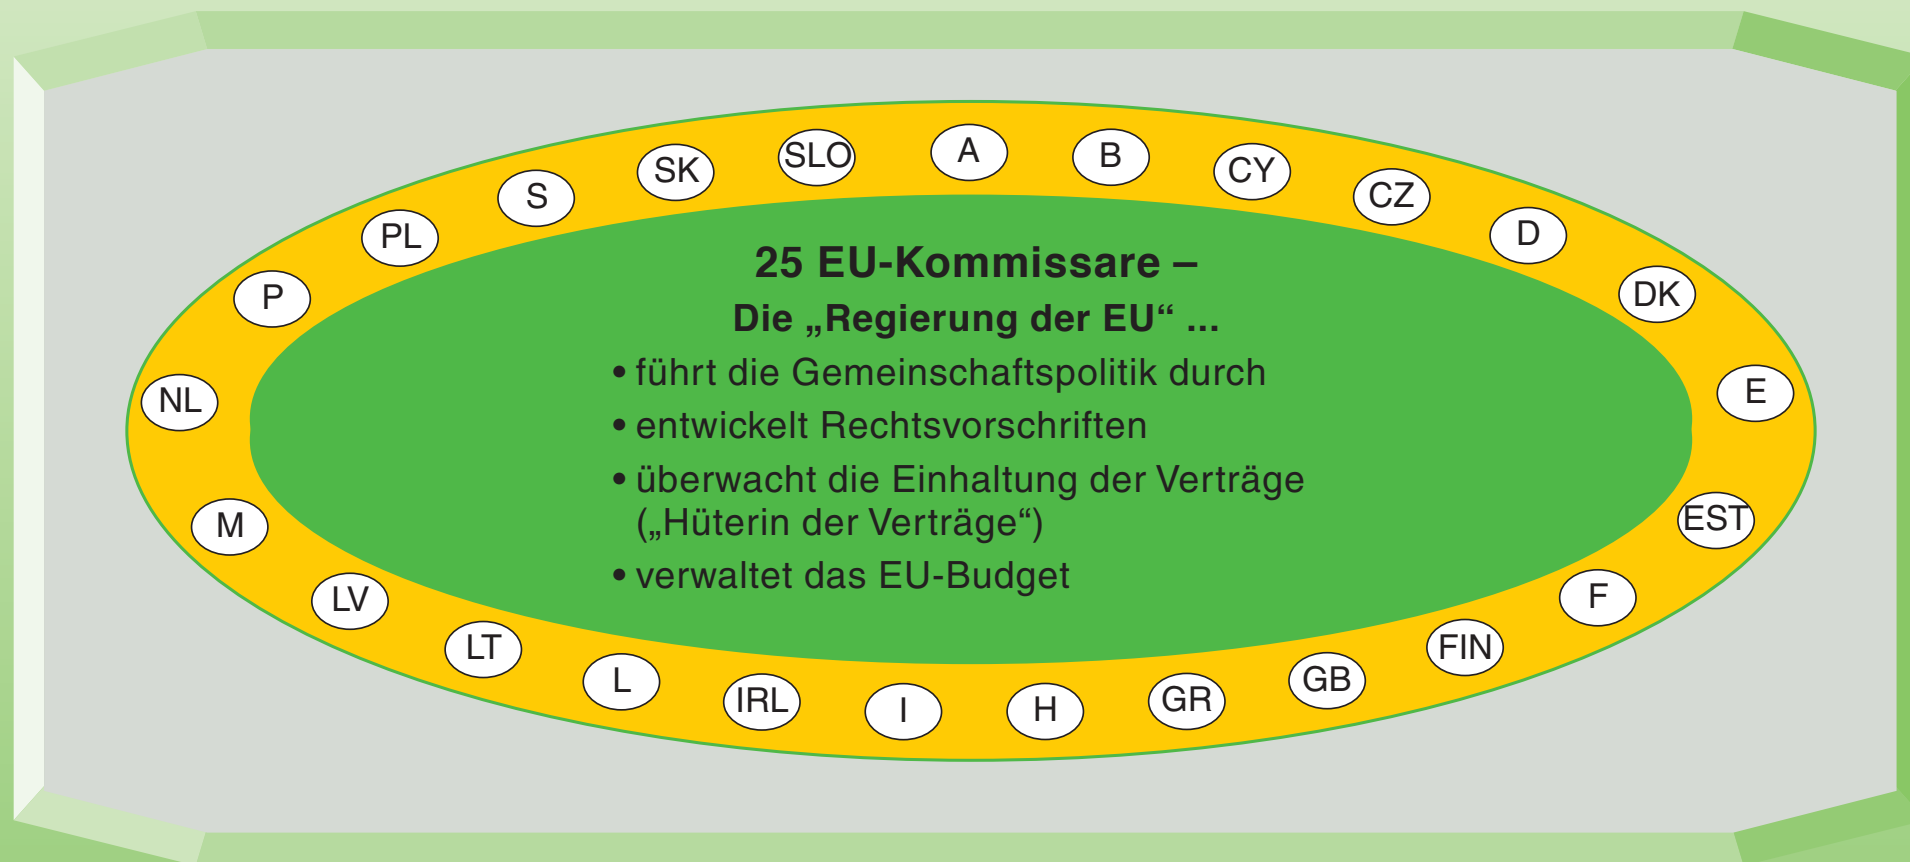 A
B
CY
CZ
D
DK
E
EST
F
FIN
GB
GR
H
I
IRL
L
LT
LV
M
NL
P
PL
S
SK
SLO
25 EU-Kommissare –
Die „Regierung der EU“ ...
• führt die Gemeinschaftspolitik durch
• entwickelt Rechtsvorschriften
• überwacht die Einhaltung der Verträge
(„Hüterin der Verträge“)
• verwaltet das EU-Budget